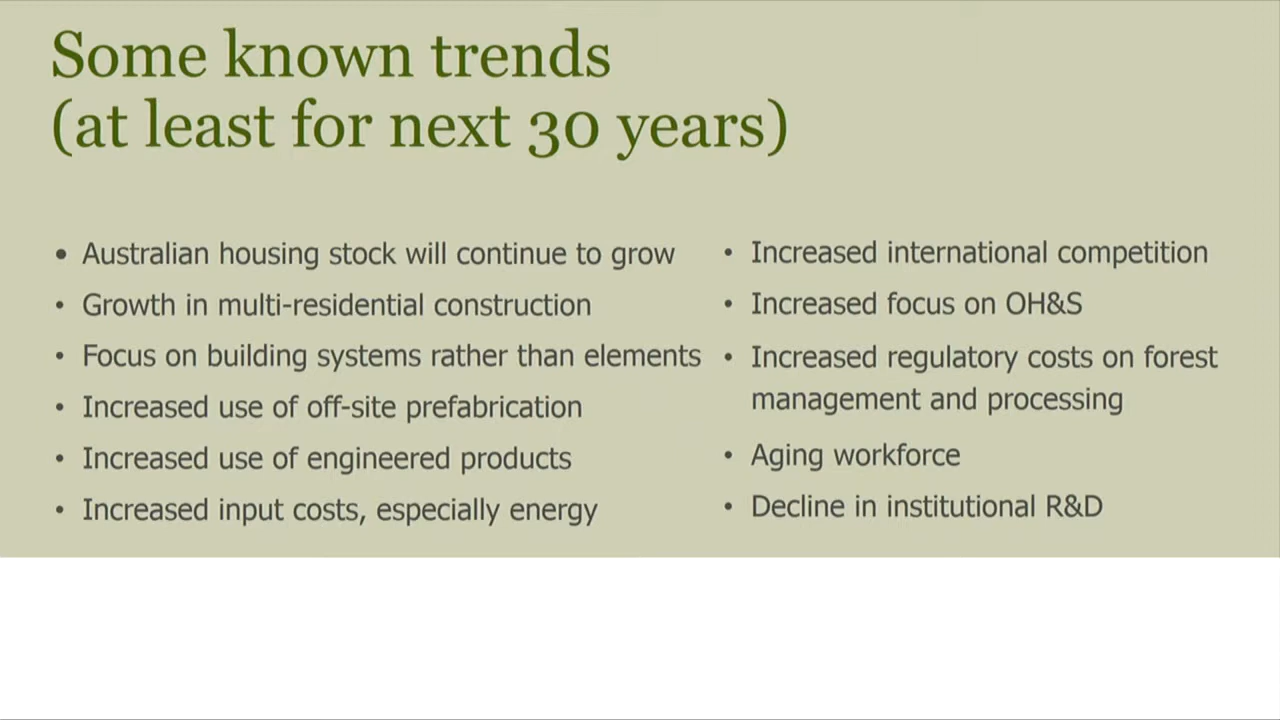 Some known trends
(at least for next 30 years)
• Australian housing stock will continue to grow
• Growth in multi-residential construction
• Focus on building systems rather than elements
• Increased use of off-site prefabrication
• Increased use of engineered products
• Increased input costs, especially energy
• Increased international competition
• Increased focus on OH&S
• Increased regulatory costs on forest
management and processing
• Aging workforce
• Decline in institutional R&D